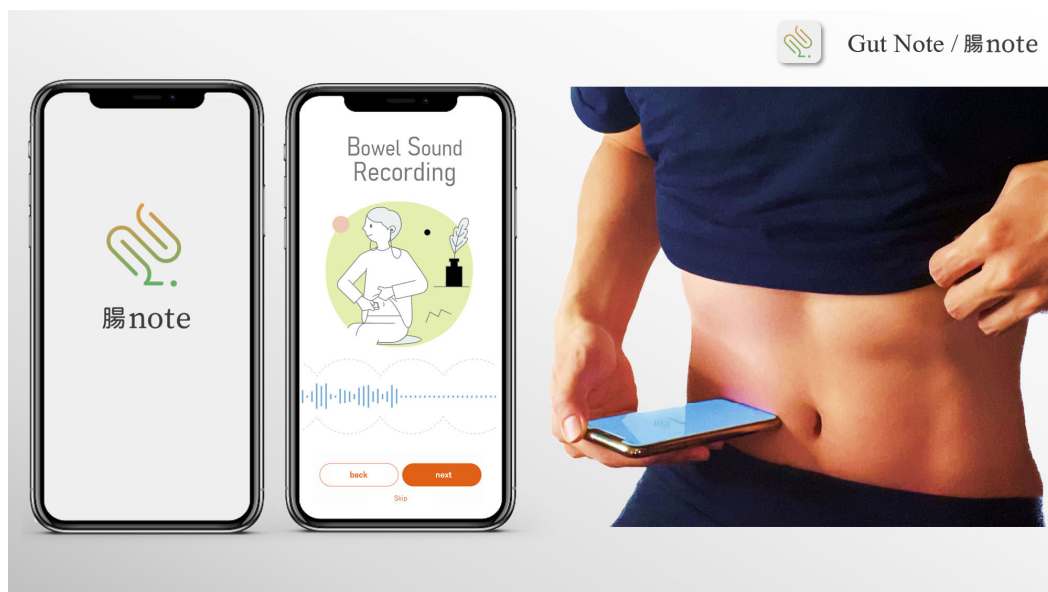 Gut Note / 腸note
腸note
Bowel Sound
Recording
back
next
Skip